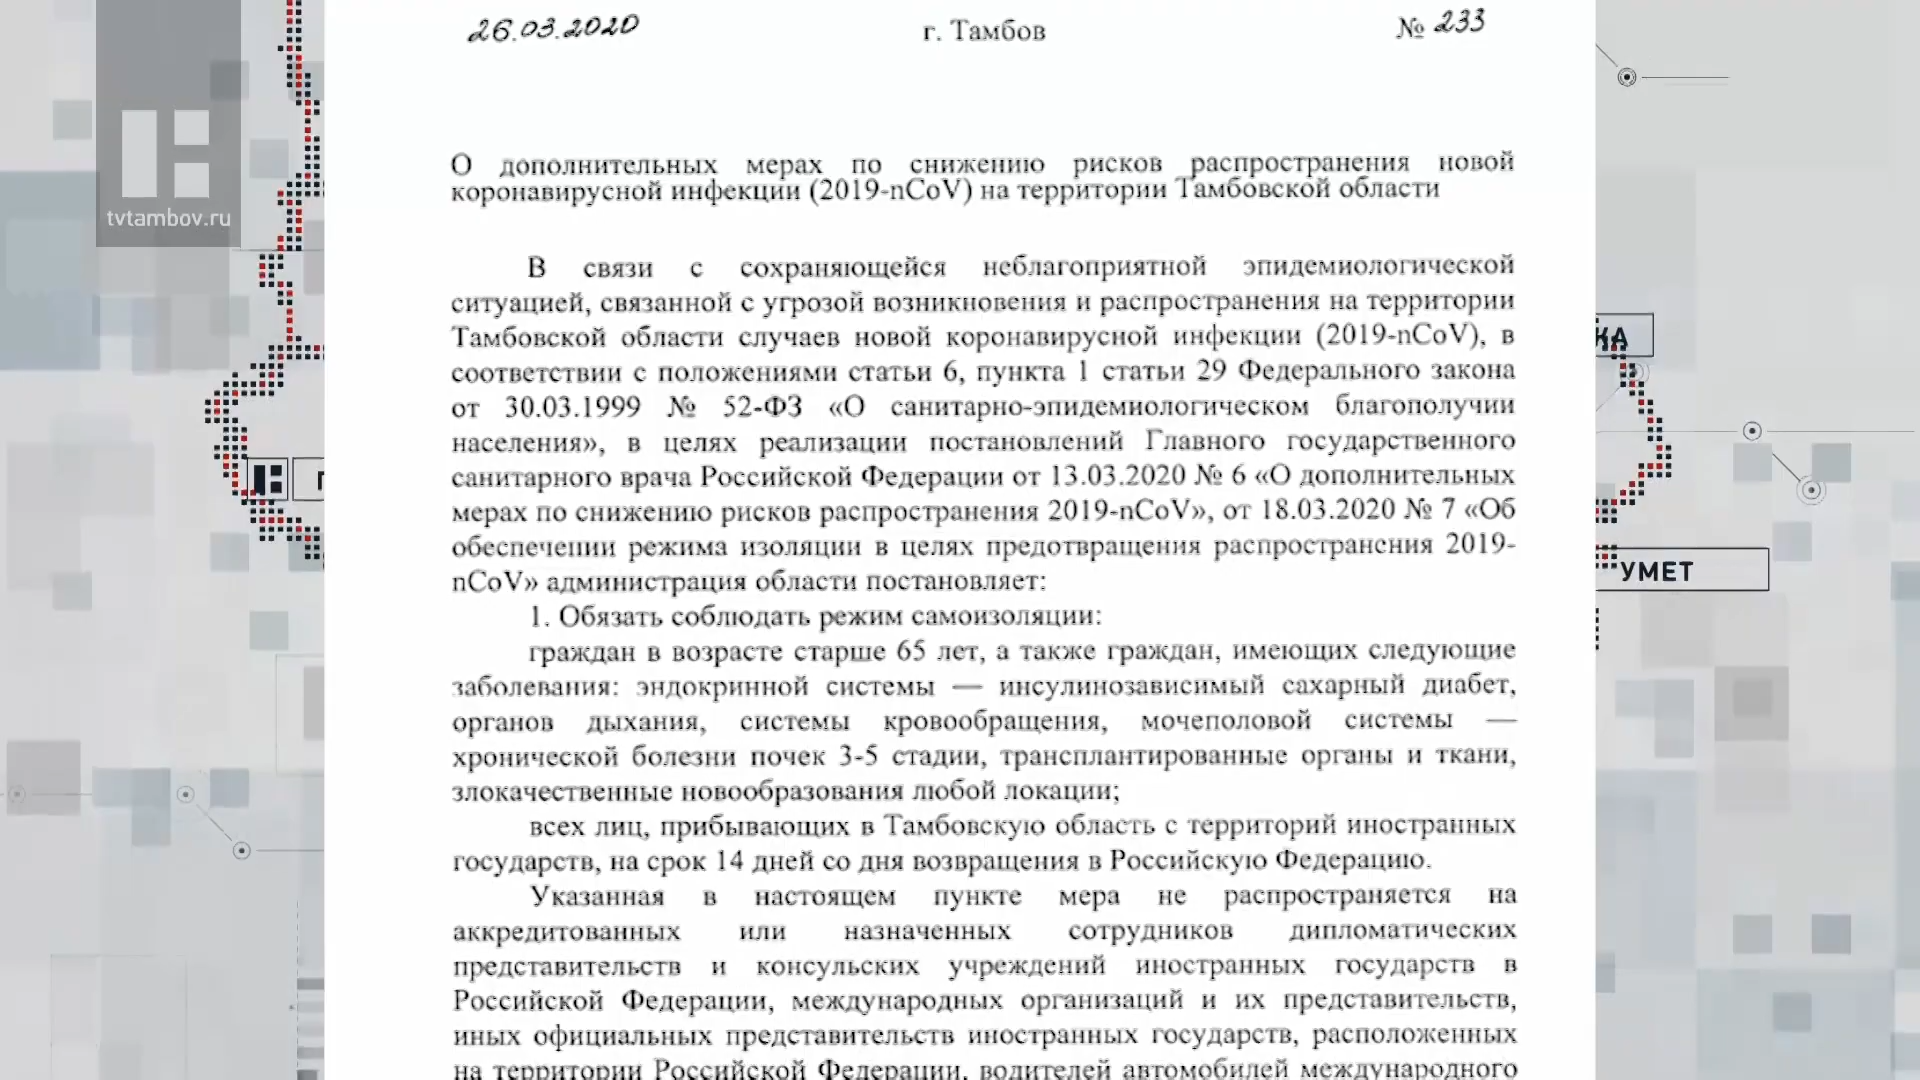 26.03.2020 г. Тамбов № 233
tvtambov.ru
О дополнительных мерах по снижению рисков распространения новой
коронавирусной инфекции (2019-nCoV) на территории Тамбовской области
В связи с сохраняющейся неблагоприятной эпидемиологической
ситуацией, связанной с угрозой возникновения и распространения на территории
Тамбовской области случаев новой коронавирусной инфекции (2019-nCoV), в
соответствии с положениями статьи 6, пункта 1 статьи 29 Федерального закона
от 30.03.1999 № 52-ФЗ «О санитарно-эпидемиологическом благополучии
населения», в целях реализации постановлений Главного государственного
санитарного врача Российской Федерации от 13.03.2020 № 6 «О дополнительных
мерах по снижению рисков распространения 2019-nCoV», от 18.03.2020 № 7 «Об
обеспечении режима изоляции в целях предотвращения распространения 2019-
nCoV» администрация области постановляет:
1. Обязать соблюдать режим самоизоляции:
граждан в возрасте старше 65 лет, а также граждан, имеющих следующие
заболевания: эндокринной системы — инсулинозависимый сахарный диабет,
органов дыхания, системы кровообращения, мочеполовой системы —
хронической болезни почек 3-5 стадии, трансплантированные органы и ткани,
злокачественные новообразования любой локации;
всех лиц, прибывающих в Тамбовскую область с территорий иностранных
государств, на срок 14 дней со дня возвращения в Российскую Федерацию.
Указанная в настоящем пункте мера не распространяется на
аккредитованных или назначенных сотрудников дипломатических
представительств и консульских учреждений иностранных государств в
Российской Федерации, международных организаций и их представительств,
иных официальных представительств иностранных государств, расположенных
на территории Российской Федерации, водителей автомобилей международного
УМЕТ